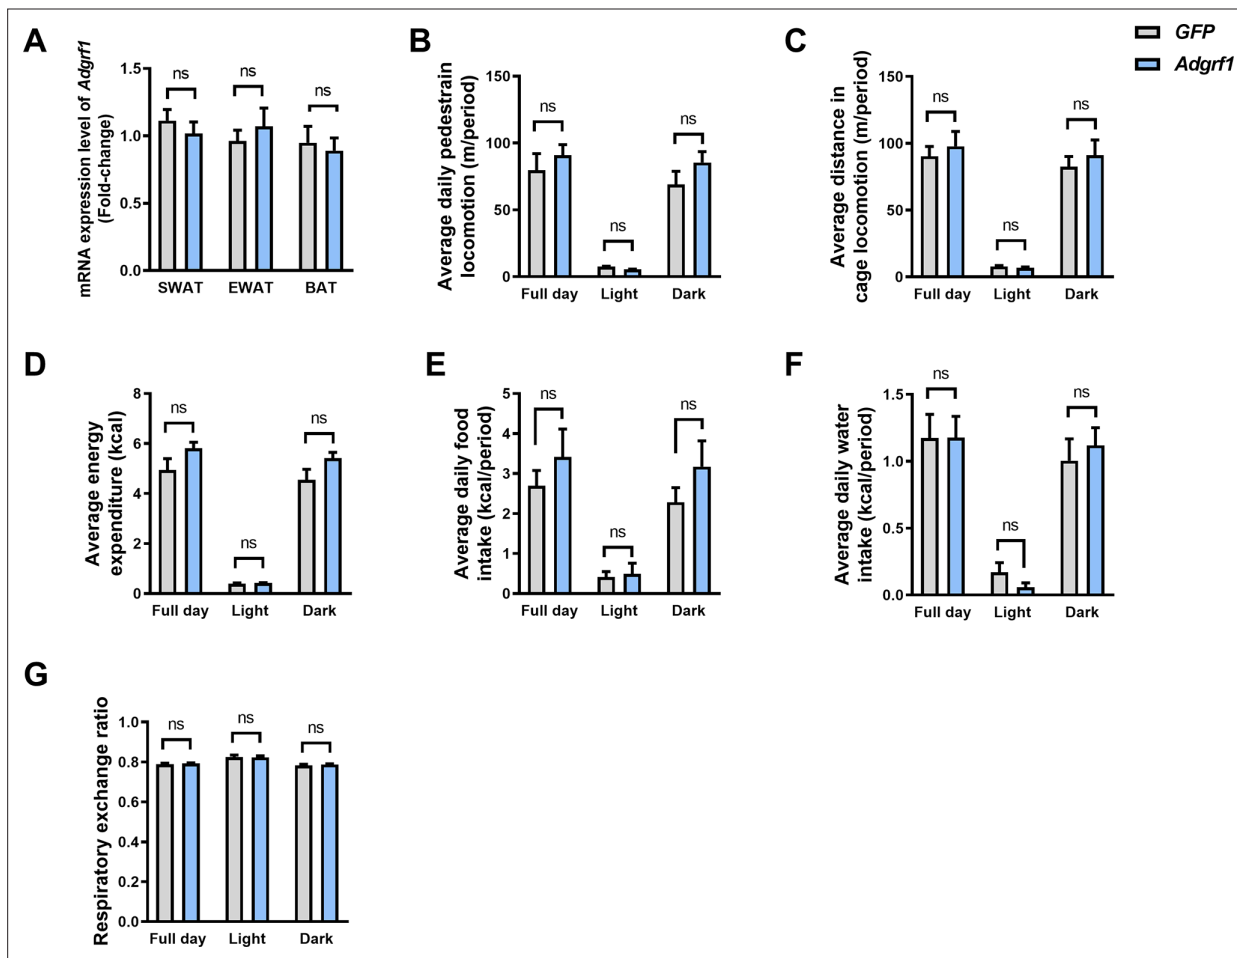 GFP
Adgrf1
A
mRNA expression level of Adgrf1
(Fold-change)
1.5
1.0
0.5
0.0
ns
ns
ns
SWAT
EWAT
BAT
B
Average daily pedestrain
locomotion (m/period)
150
100
50
0
ns
ns
ns
Full day
Light
Dark
C
Average distance in
cage locomotion (m/period)
150
100
50
0
ns
ns
ns
Full day
Light
Dark
D
Average energy
expenditure (kcal)
8
6
4
2
0
ns
ns
ns
Full day
Light
Dark
E
Average daily food
intake (kcal/period)
5
4
3
2
1
0
ns
ns
ns
Full day
Light
Dark
F
Average daily water
intake (kcal/period)
1.5
1.0
0.5
0.0
ns
ns
ns
Full day
Light
Dark
G
Respiratory exchange ratio
1.0
0.8
0.6
0.4
0.2
0.0
ns
ns
ns
Full day
Light
Dark